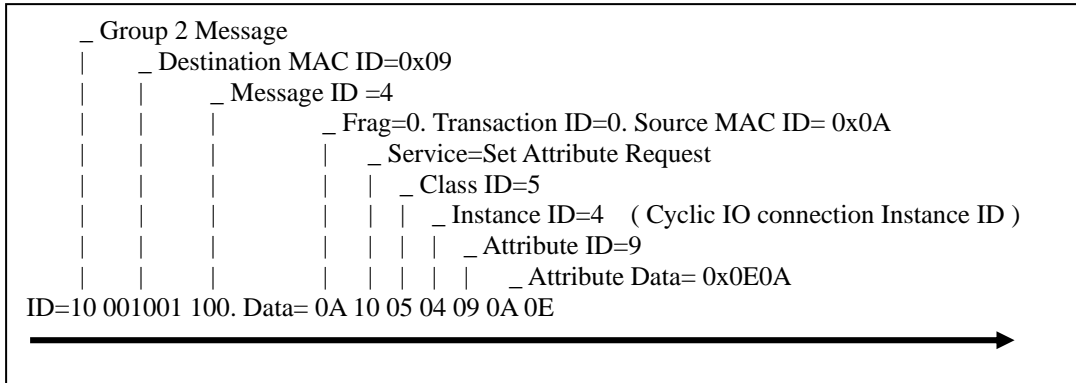 _ Group 2 Message
| _ Destination MAC ID=0x09
| | _ Message ID =4
| | | _ Frag=0. Transaction ID=0. Source MAC ID= 0x0A
| | | | _ Service=Set Attribute Request
| | | | | _ Class ID=5
| | | | | | _ Instance ID=4 ( Cyclic IO connection Instance ID )
| | | | | | | _ Attribute ID=9
| | | | | | | | _ Attribute Data= 0x0E0A
ID=10 001001 100. Data= 0A 10 05 04 09 0A 0E